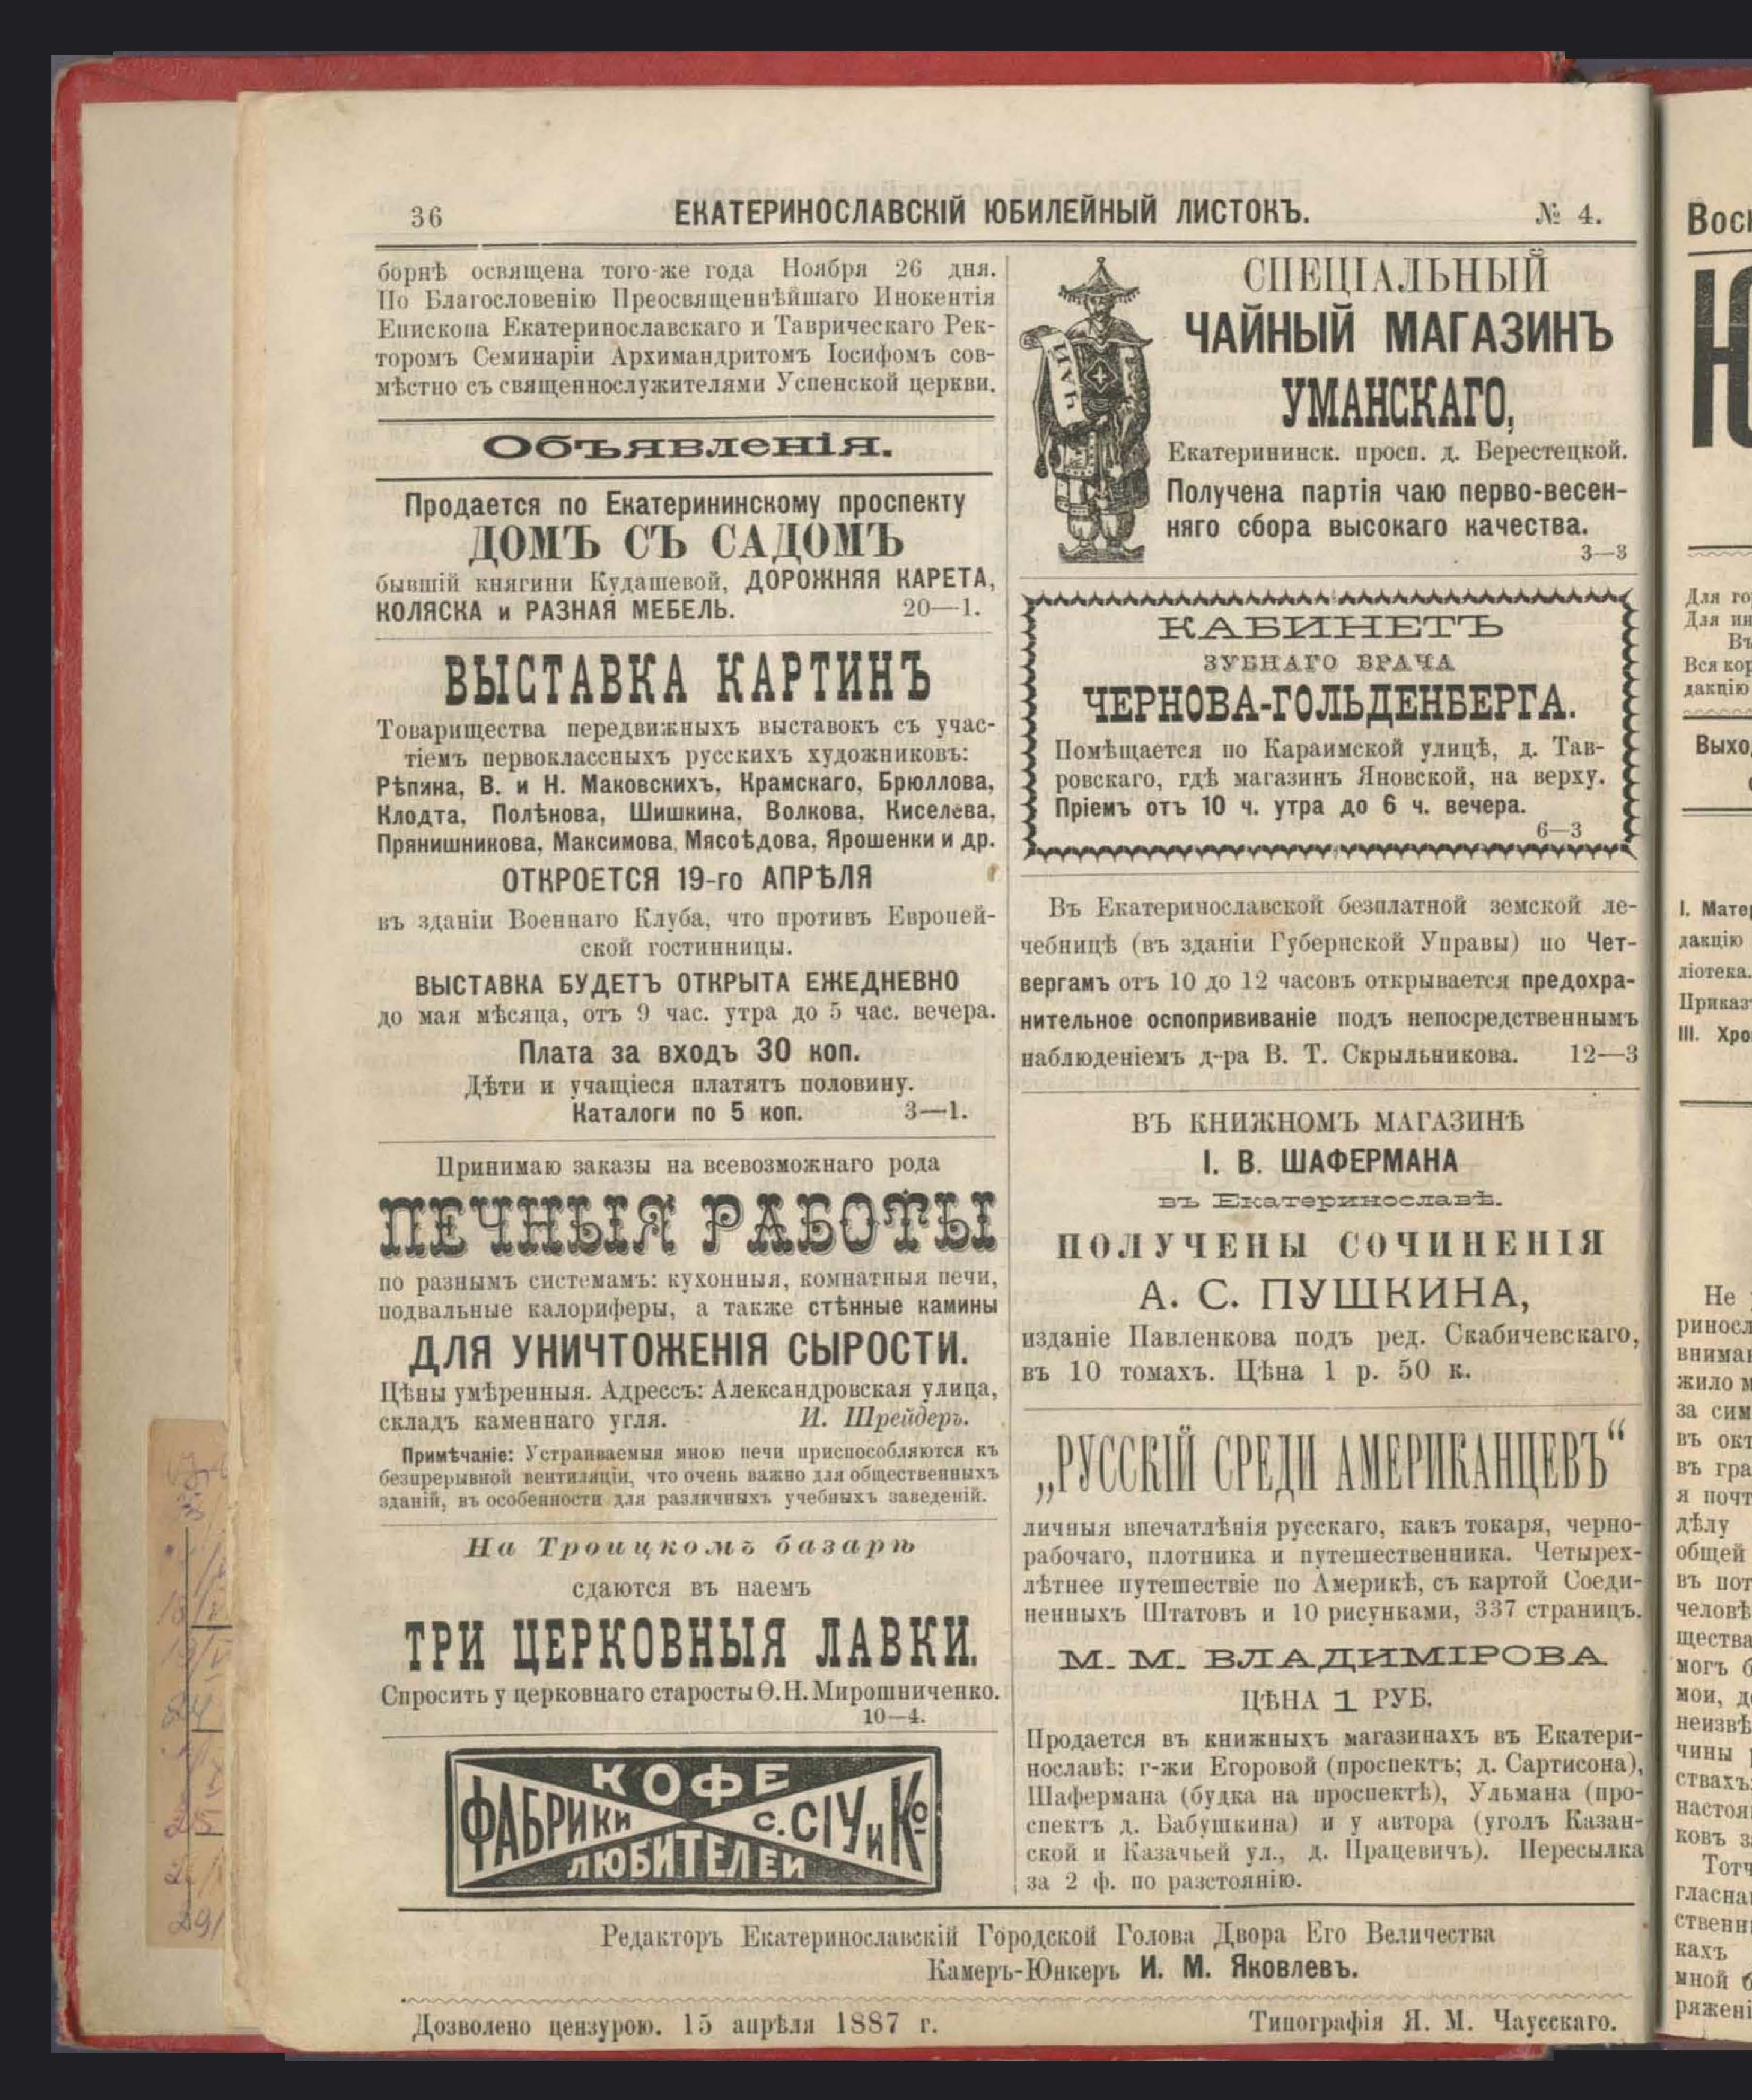 36
ЕКАТЕРИНОСЛАВСКІЙ ЮБИЛЕЙНЫЙ ЛИСТОКЪ.
№ 4.
борнѣ освящена того-же года Ноября 26 дня.
По Благословенію Преосвященнѣйшаго Инокентія
Епископа Екатеринославскаго и Таврическаго Рек-
торомъ Семинаріи Архимандритомъ Іосифомъ сов-
мѣстно съ священнослужителями Успенской церкви.
Объявленія.
Продается по Екатерининскому проспекту
ДОМЪ СЪ САДОМЪ
бывшій княгини Кудашевой, ДОРОЖНЯЯ КАРЕТА,
КОЛЯСКА и РАЗНАЯ МЕБЕЛЬ. 20—1.
ВЫСТАВКА КАРТИНЪ
Товарищества передвижныхъ выставокъ съ учас-
тіемъ первоклассныхъ русскихъ художниковъ:
Рѣпина, В. и Н. Маковскихъ, Крамскаго, Брюллова,
Клодта, Полѣнова, Шишкина, Волкова, Киселева,
Прянишникова, Максимова, Мясоѣдова, Ярошенки и др.
ОТКРОЕТСЯ 19-го АПРѢЛЯ
въ зданіи Военнаго Клуба, что противъ Европей-
ской гостинницы.
ВЫСТАВКА БУДЕТЪ ОТКРЫТА ЕЖЕДНЕВНО
до мая мѣсяца, отъ 9 час. утра до 5 час. вечера.
Плата за входъ 30 коп.
Дѣти и учащіеся платятъ половину.
Каталоги по 5 коп. 3—1.
Принимаю заказы на всевозможнаго рода
ПЕЧНЫЯ РАБОТЫ
по разнымъ системамъ: кухонныя, комнатныя печи,
подвальные калориферы, а также стѣнные камины
ДЛЯ УНИЧТОЖЕНІЯ СЫРОСТИ.
Цѣны умѣренныя. Адрессъ: Александровская улица,
складъ каменнаго угля. И. Шрейдеръ.
Примѣчаніе: Устраиваемыя мною печи приспособляются къ
безпрерывной вентиляціи, что очень важно для общественныхъ
зданій, въ особенности для различныхъ учебныхъ заведеній.
На Троицкомъ базарѣ
сдаются въ наемъ
ТРИ ЦЕРКОВНЫЯ ЛАВКИ.
Спросить у церковнаго старосты Ѳ. Н. Мирошниченко.
10—4.
КОФЕ
ФАБРИКИ С. СІУ и Кº
ЛЮБИТЕЛЕЙ
СПЕЦІАЛЬНЫЙ
ЧАЙНЫЙ МАГАЗИНЪ
УМАНСКАГО,
Екатерининск. просп. д. Берестецкой.
Получена партія чаю перво-весен-
няго сбора высокаго качества.
3—3
КАБИНЕТЪ
ЗУБНАГО ВРАЧА
ЧЕРНОВА-ГОЛЬДЕНБЕРГА.
Помѣщается по Караимской улицѣ, д. Тав-
ровскаго, гдѣ магазинъ Яновской, на верху.
Пріемъ отъ 10 ч. утра до 6 ч. вечера.
6—3
Въ Екатеринославской безплатной земской ле-
чебницѣ (въ зданіи Губернской Управы) по Чет-
вергамъ отъ 10 до 12 часовъ открывается предохра-
нительное оспопрививаніе подъ непосредственнымъ
наблюденіемъ д-ра В. Т. Скрыльникова. 12—3
ВЪ КНИЖНОМЪ МАГАЗИНѢ
І. В. ШАФЕРМАНА
въ Екатеринославѣ.
ПОЛУЧЕНЫ СОЧИНЕНІЯ
А. С. ПУШКИНА,
изданіе Павленкова подъ ред. Скабичевскаго,
въ 10 томахъ. Цѣна 1 р. 50 к.
„РУССКІЙ СРЕДИ АМЕРИКАНЦЕВЪ“
личныя впечатлѣнія русскаго, какъ токаря, черно-
рабочаго, плотника и путешественника. Четырех-
лѣтнее путешествіе по Америкѣ, съ картой Соеди-
ненныхъ Штатовъ и 10 рисунками, 337 страницъ.
М. М. ВЛАДИМІРОВА
ЦѢНА 1 РУБ.
Продается въ книжныхъ магазинахъ въ Екатери-
нославѣ: г-жи Егоровой (проспектъ; д. Сартисона),
Шафермана (будка на проспектѣ), Ульмана (про-
спектъ д. Бабушкина) и у автора (уголъ Казан-
ской и Казачьей ул., д. Працевичъ). Пересылка
за 2 ф. по разстоянію.
Редакторъ Екатеринославскій Городской Голова Двора Его Величества
Камеръ-Юнкеръ И. М. Яковлевъ.
Дозволено цензурою. 15 апрѣля 1887 г.
Типографія Я. М. Чаусскаго.